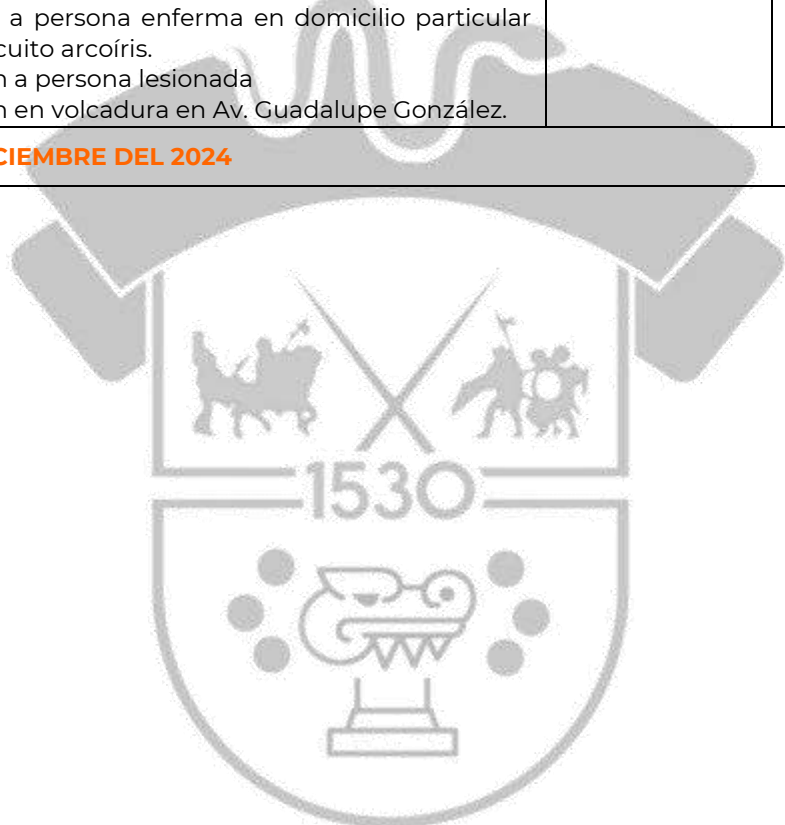 a persona enferma en domicilio particular
cuito arcoíris.
n a persona lesionada
n en volcadura en Av. Guadalupe González.
CIEMBRE DEL 2024
1530